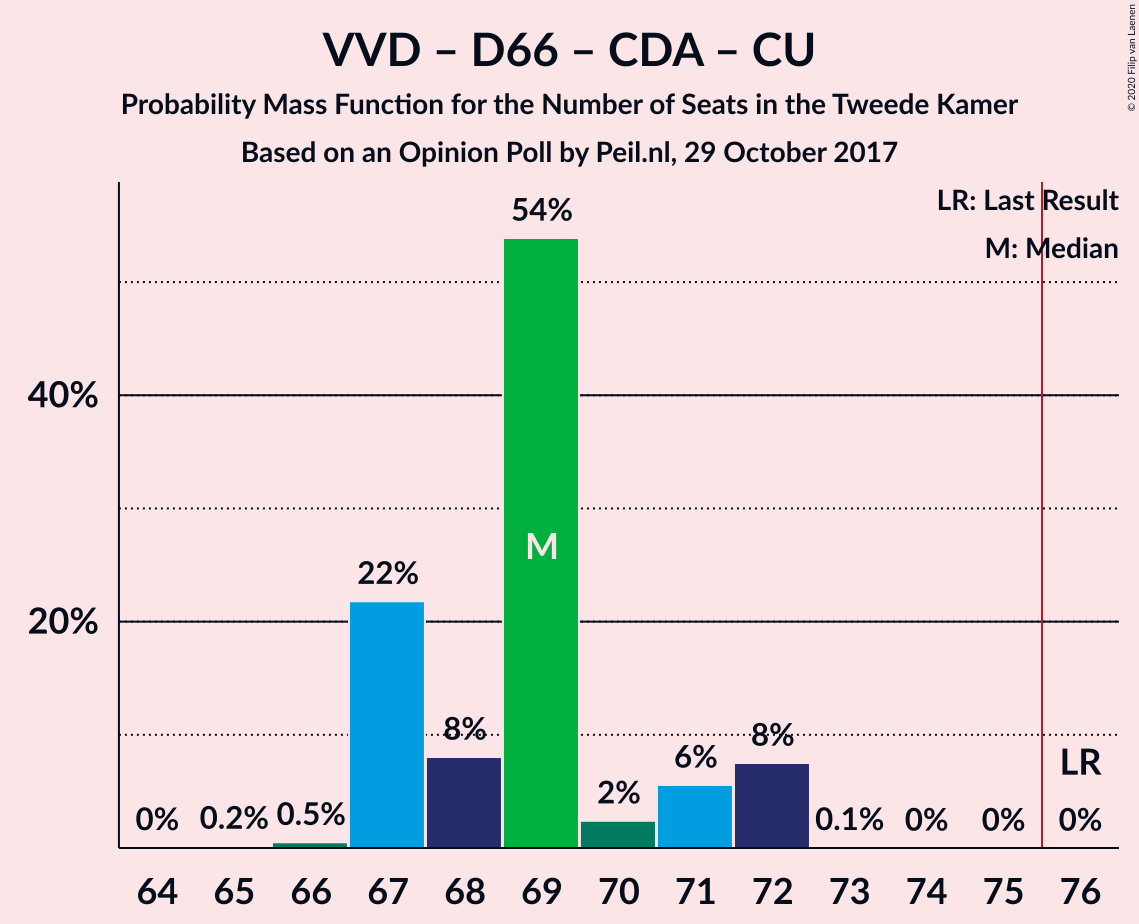 VVD – D66 – CDA – CU
Probability Mass Function for the Number of Seats in the Tweede Kamer
Based on an Opinion Poll by Peil.nl, 29 October 2017
© 2020 Filip van Laenen
LR: Last Result
M: Median
54%
40%
M
22%
20%
8%
8%
6%
LR
2%
0%
0.2%
0.5%
0.1%
0%
0%
0%
64 65 66 67 68 69 70 71 72 73 74 75 76